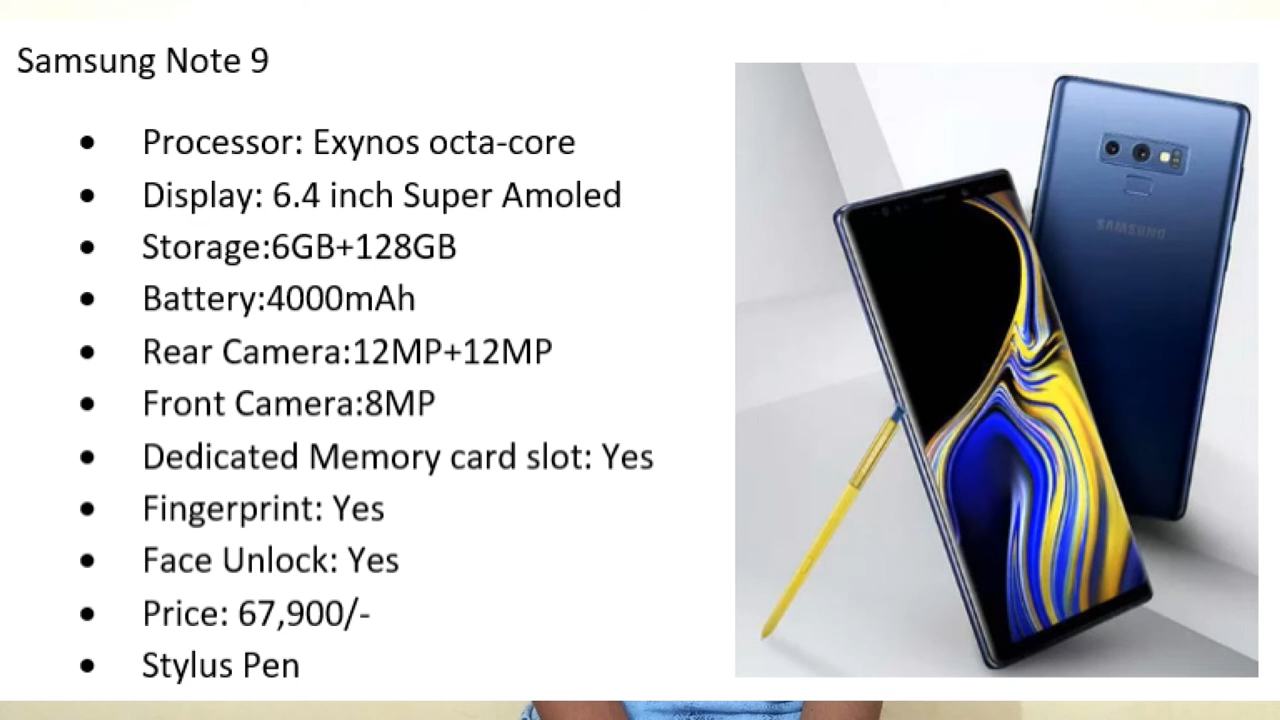 Samsung Note 9
• Processor: Exynos octa-core
• Display: 6.4 inch Super Amoled
• Storage:6GB+128GB
• Battery:4000mAh
• Rear Camera:12MP+12MP
• Front Camera:8MP
• Dedicated Memory card slot: Yes
• Fingerprint: Yes
• Face Unlock: Yes
• Price: 67,900/-
• Stylus Pen
SAMSUNG